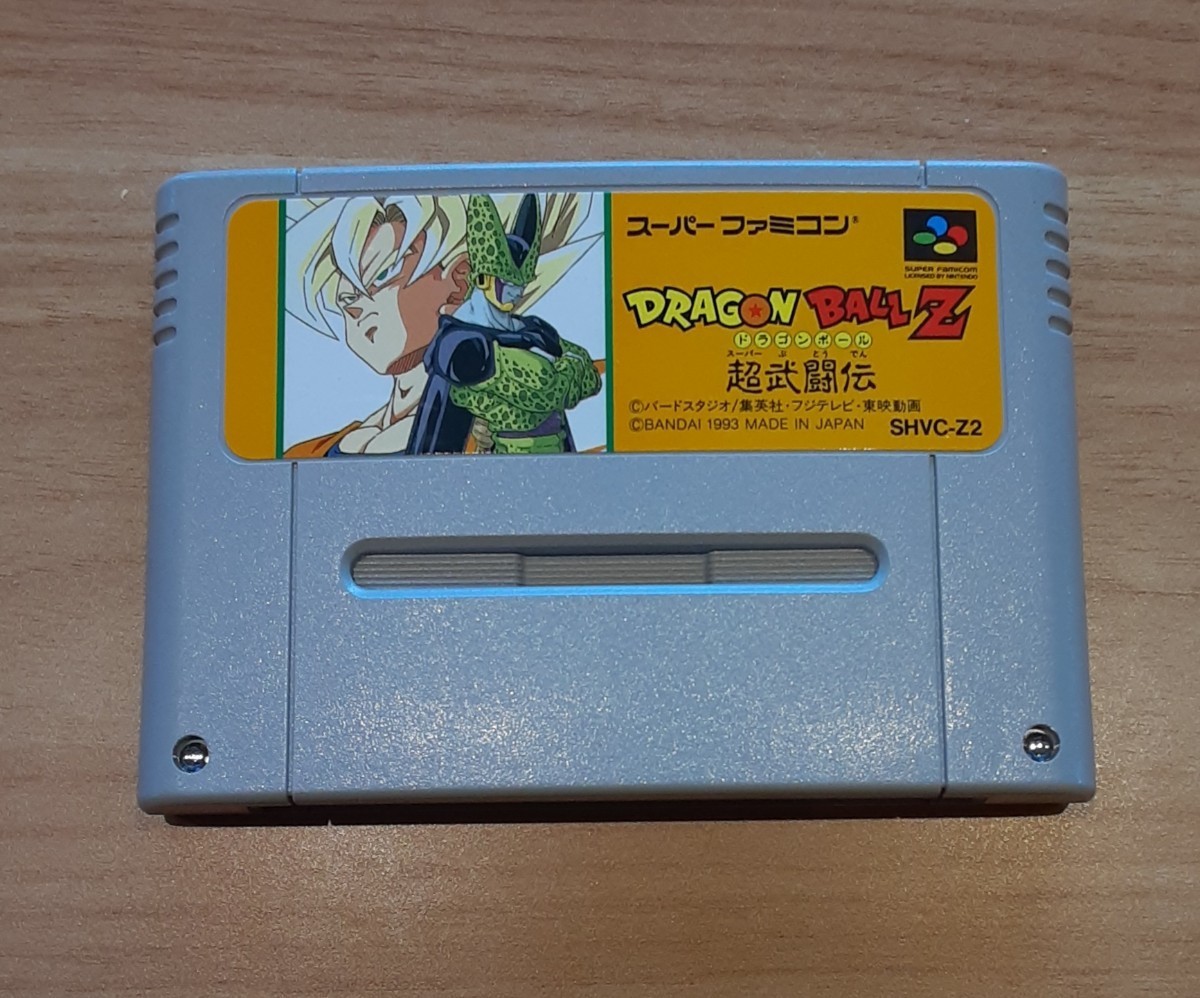 スーパーファミコン®
SUPER FAMICOM
LICENSED BY NINTENDO
DRAGON BALL Z
ドラゴンボール
スーパー ぶ とう でん
超武闘伝
©バードスタジオ/集英社・フジテレビ・東映動画
©BANDAI 1993 MADE IN JAPAN
SHVC-Z2